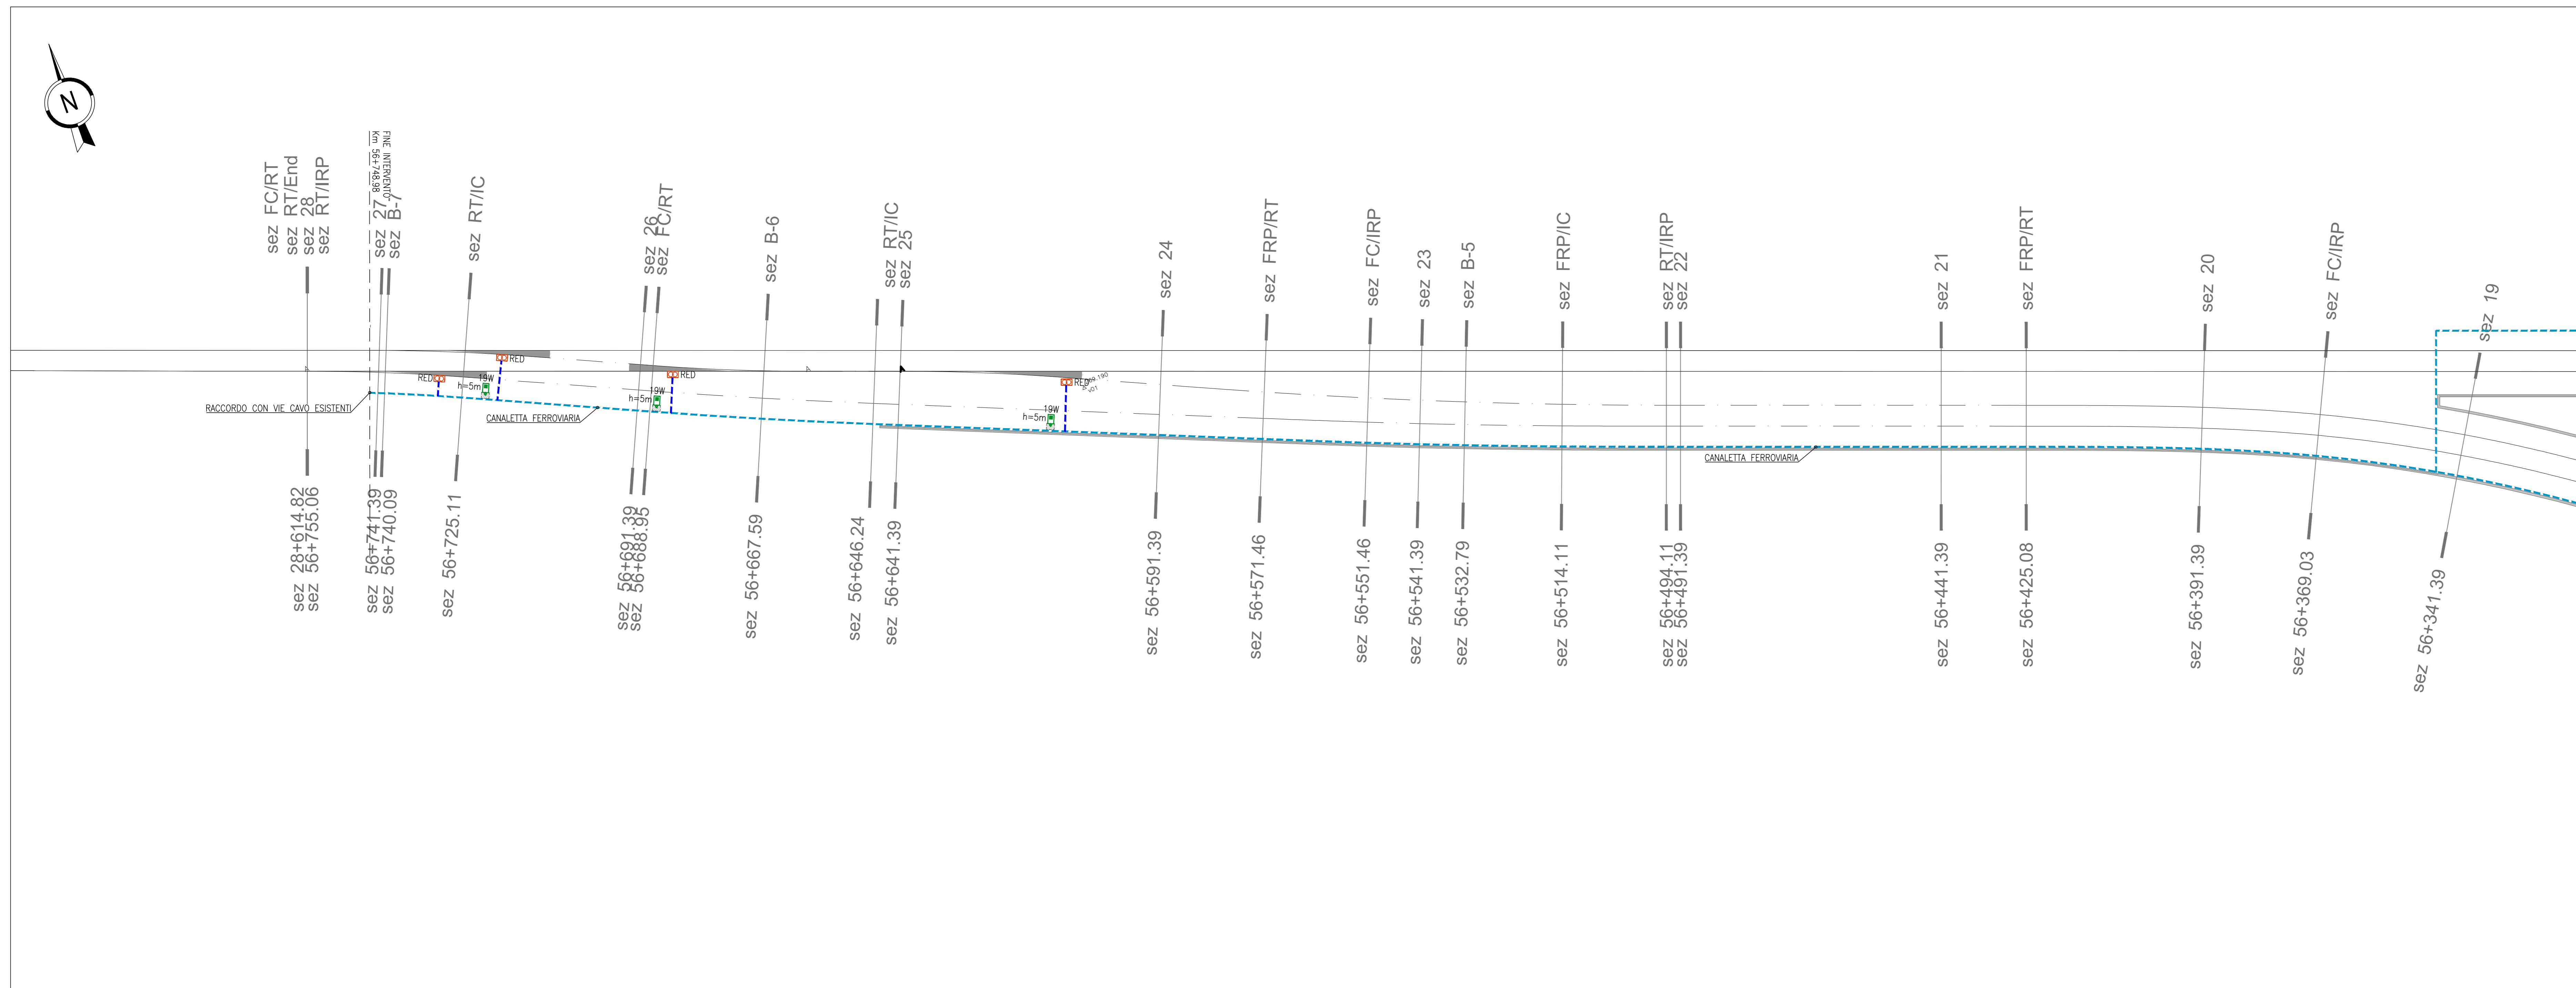 N
sez FC/RT
sez RT/End
sez 28
sez RT/IRP
FINE INTERVENTO
Km 56+748.98
sez 27
sez B-7
sez RT/IC
sez 26
sez FC/RT
sez B-6
sez RT/IC
sez 25
sez 24
sez FRP/RT
sez FC/IRP
sez 23
sez B-5
sez FRP/IC
sez RT/IRP
sez 22
sez 21
sez FRP/RT
sez 20
sez FC/IRP
sez 19
RED
RED
19W
h=5m
RED
19W
h=5m
RED
19W
h=5m
RACCORDO CON VIE CAVO ESISTENTI
CANALETTA FERROVIARIA
CANALETTA FERROVIARIA
sez 28+614.82
sez 56+755.06
sez 56+741.39
sez 56+740.09
sez 56+725.11
sez 56+691.39
sez 56+688.95
sez 56+667.59
sez 56+646.24
sez 56+641.39
sez 56+591.39
sez 56+571.46
sez 56+551.46
sez 56+541.39
sez 56+532.79
sez 56+514.11
sez 56+494.11
sez 56+491.39
sez 56+441.39
sez 56+425.08
sez 56+391.39
sez 56+369.03
sez 56+341.39